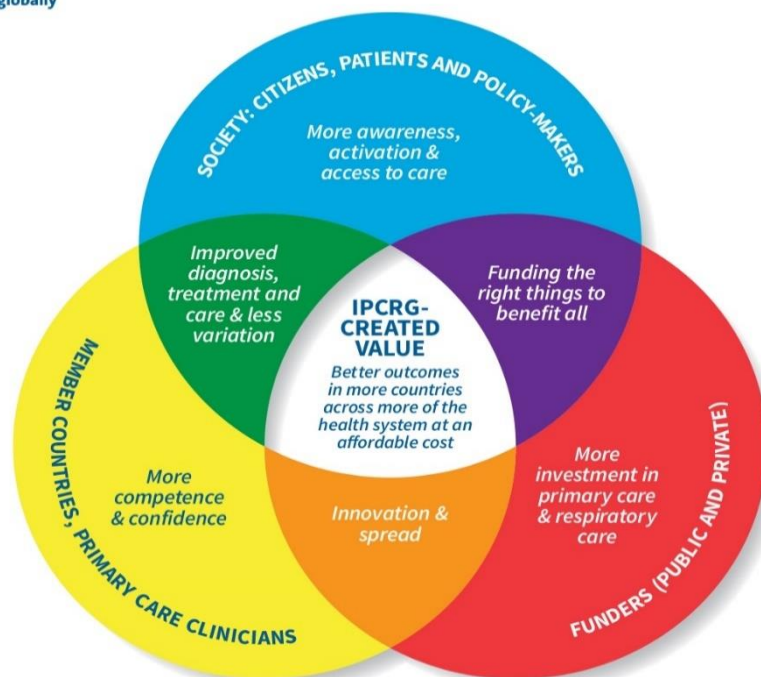 globally
SOCIETY: CITIZENS, PATIENTS AND POLICY-MAKERS
More awareness,
activation &
access to care
Improved
diagnosis,
treatment and
care & less
variation
Funding the
right things to
benefit all
IPCRG-
CREATED
VALUE
Better outcomes
in more countries
across more of the
health system at an
affordable cost
MEMBER COUNTRIES, PRIMARY CARE CLINICIANS
More
competence
& confidence
Innovation &
spread
More
investment in
primary care
& respiratory
care
FUNDERS (PUBLIC AND PRIVATE)